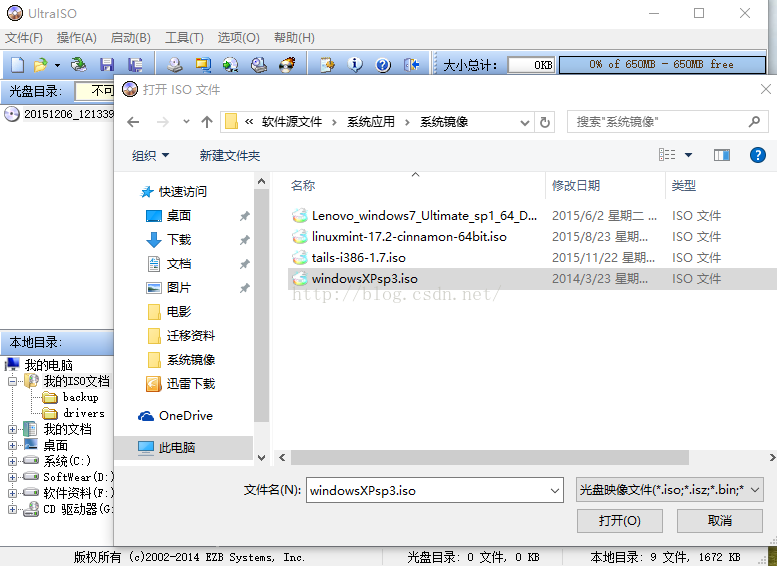 UltraISO
文件(F) 操作(A) 启动(B) 工具(T) 选项(O) 帮助(H)
大小总计: 0KB 0% of 650MB - 650MB free
光盘目录: 不可
20151206_121339
打开 ISO 文件
« 软件源文件 › 系统应用 › 系统镜像
搜索"系统镜像"
组织 新建文件夹
名称 修改日期 类型
快速访问
桌面
下载
文档
图片
电影
迁移资料
系统镜像
迅雷下载
OneDrive
此电脑
Lenovo_windows7_Ultimate_sp1_64_D... 2015/6/2 星期二 ... ISO 文件
linuxmint-17.2-cinnamon-64bit.iso 2015/8/23 星期... ISO 文件
tails-i386-1.7.iso 2015/11/22 星期... ISO 文件
windowsXPsp3.iso 2014/3/23 星期... ISO 文件
http://blog.csdn.net/
文件名(N): windowsXPsp3.iso 光盘映像文件(*.iso;*.isz;*.bin;*
打开(O) 取消
本地目录:
我的电脑
我的ISO文档
backup
drivers
我的文档
桌面
系统(C:)
SoftWear(D:)
软件资料(F:)
CD 驱动器(G:
版权所有 (c)2002-2014 EZB Systems, Inc. 光盘目录: 0 文件, 0 KB 本地目录: 9 文件, 1672 KB